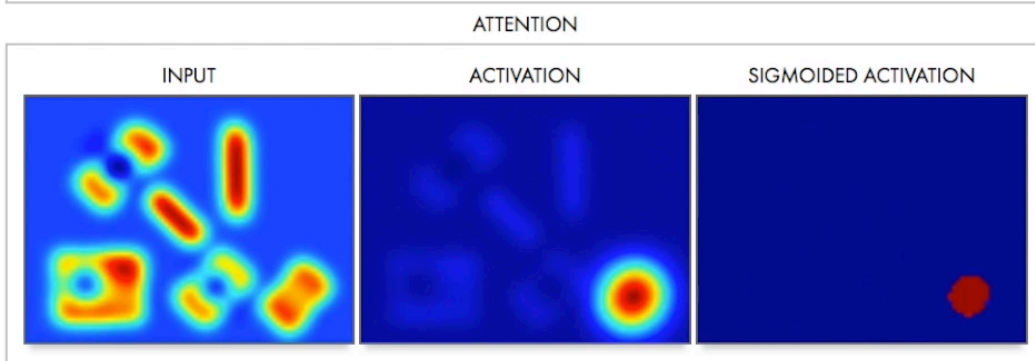 ATTENTION
INPUT
ACTIVATION
SIGMOIDED ACTIVATION